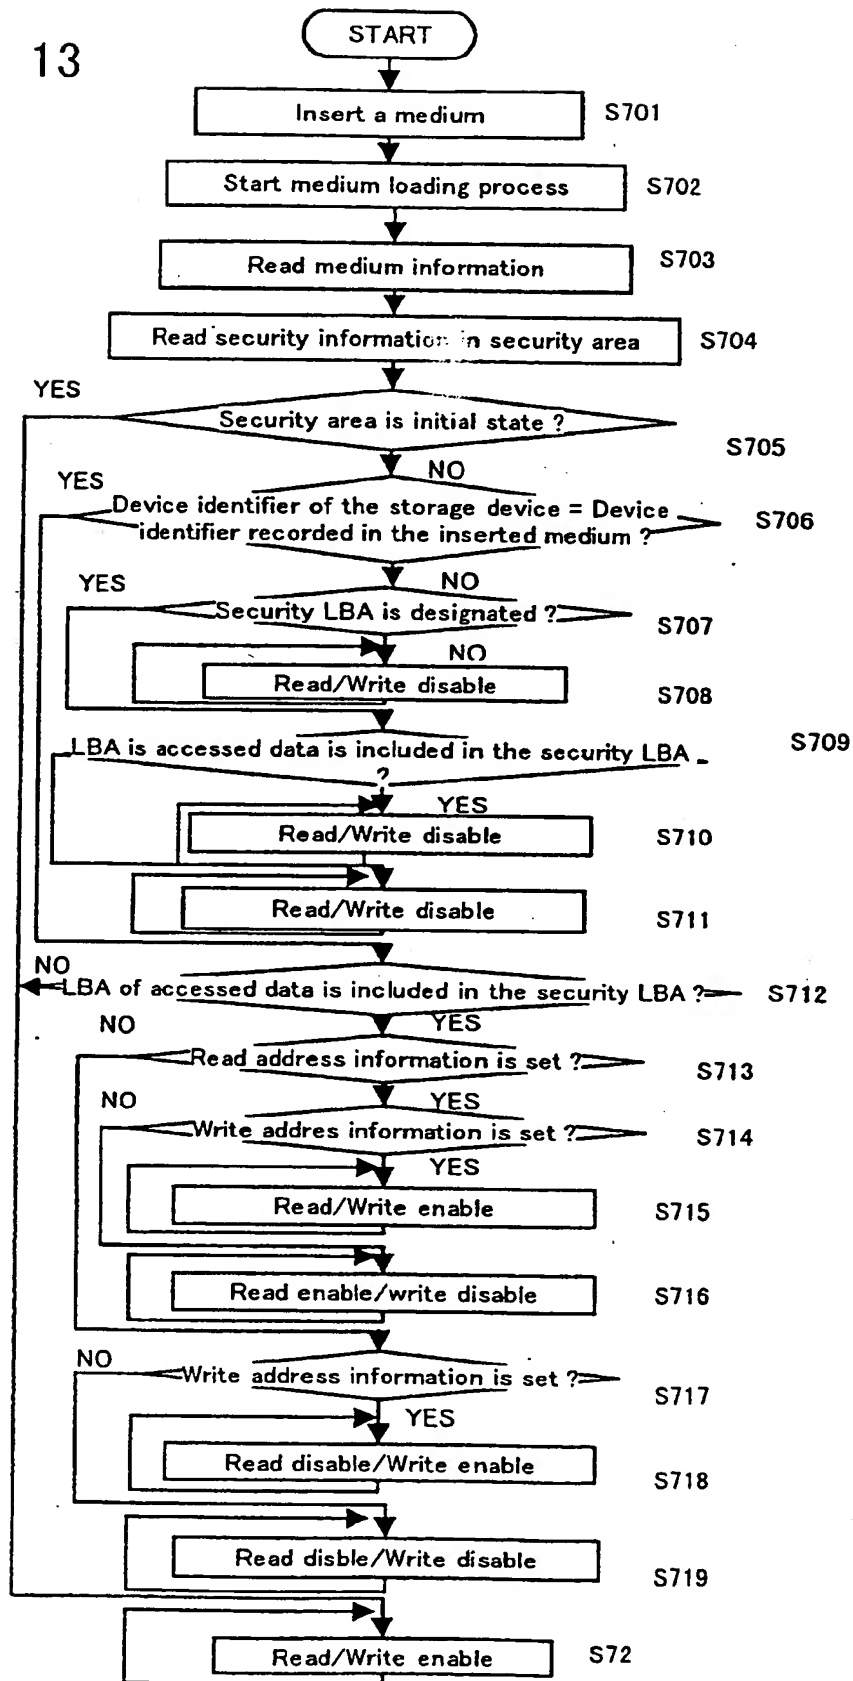 13
START
Insert a medium
S701
Start medium loading process
S702
Read medium information
S703
Read security information in security area
S704
YES
Security area is initial state ?
S705
NO
YES
Device identifier of the storage device = Device
identifier recorded in the inserted medium ?
S706
NO
YES
Security LBA is designated ?
S707
NO
Read/Write disable
S708
LBA is accessed data is included in the security LBA
?
S709
YES
Read/Write disable
S710
Read/Write disable
S711
NO
LBA of accessed data is included in the security LBA ?
S712
YES
NO
Read address information is set ?
S713
YES
NO
Write addres information is set ?
S714
YES
Read/Write enable
S715
Read enable/write disable
S716
NO
Write address information is set ?
S717
YES
Read disable/Write enable
S718
Read disble/Write disable
S719
Read/Write enable
S72